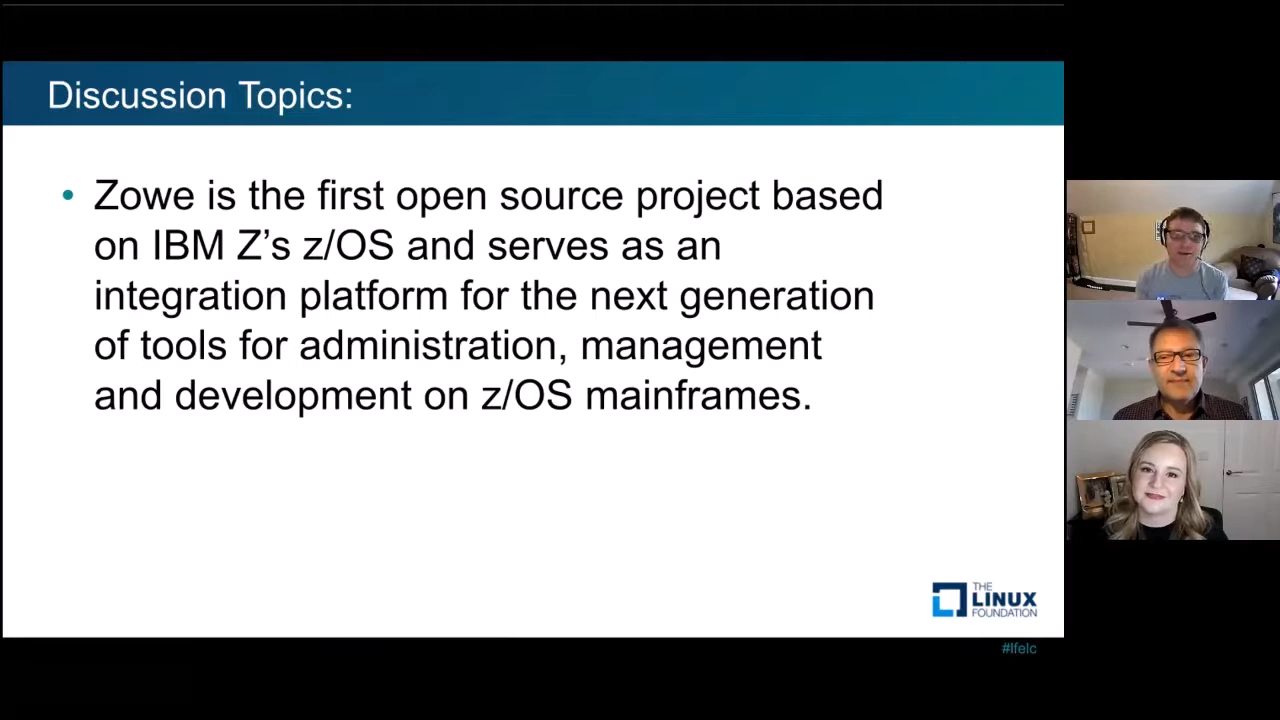 Discussion Topics:
• Zowe is the first open source project based
on IBM Z’s z/OS and serves as an
integration platform for the next generation
of tools for administration, management
and development on z/OS mainframes.
THE
LINUX
FOUNDATION
#lfelc